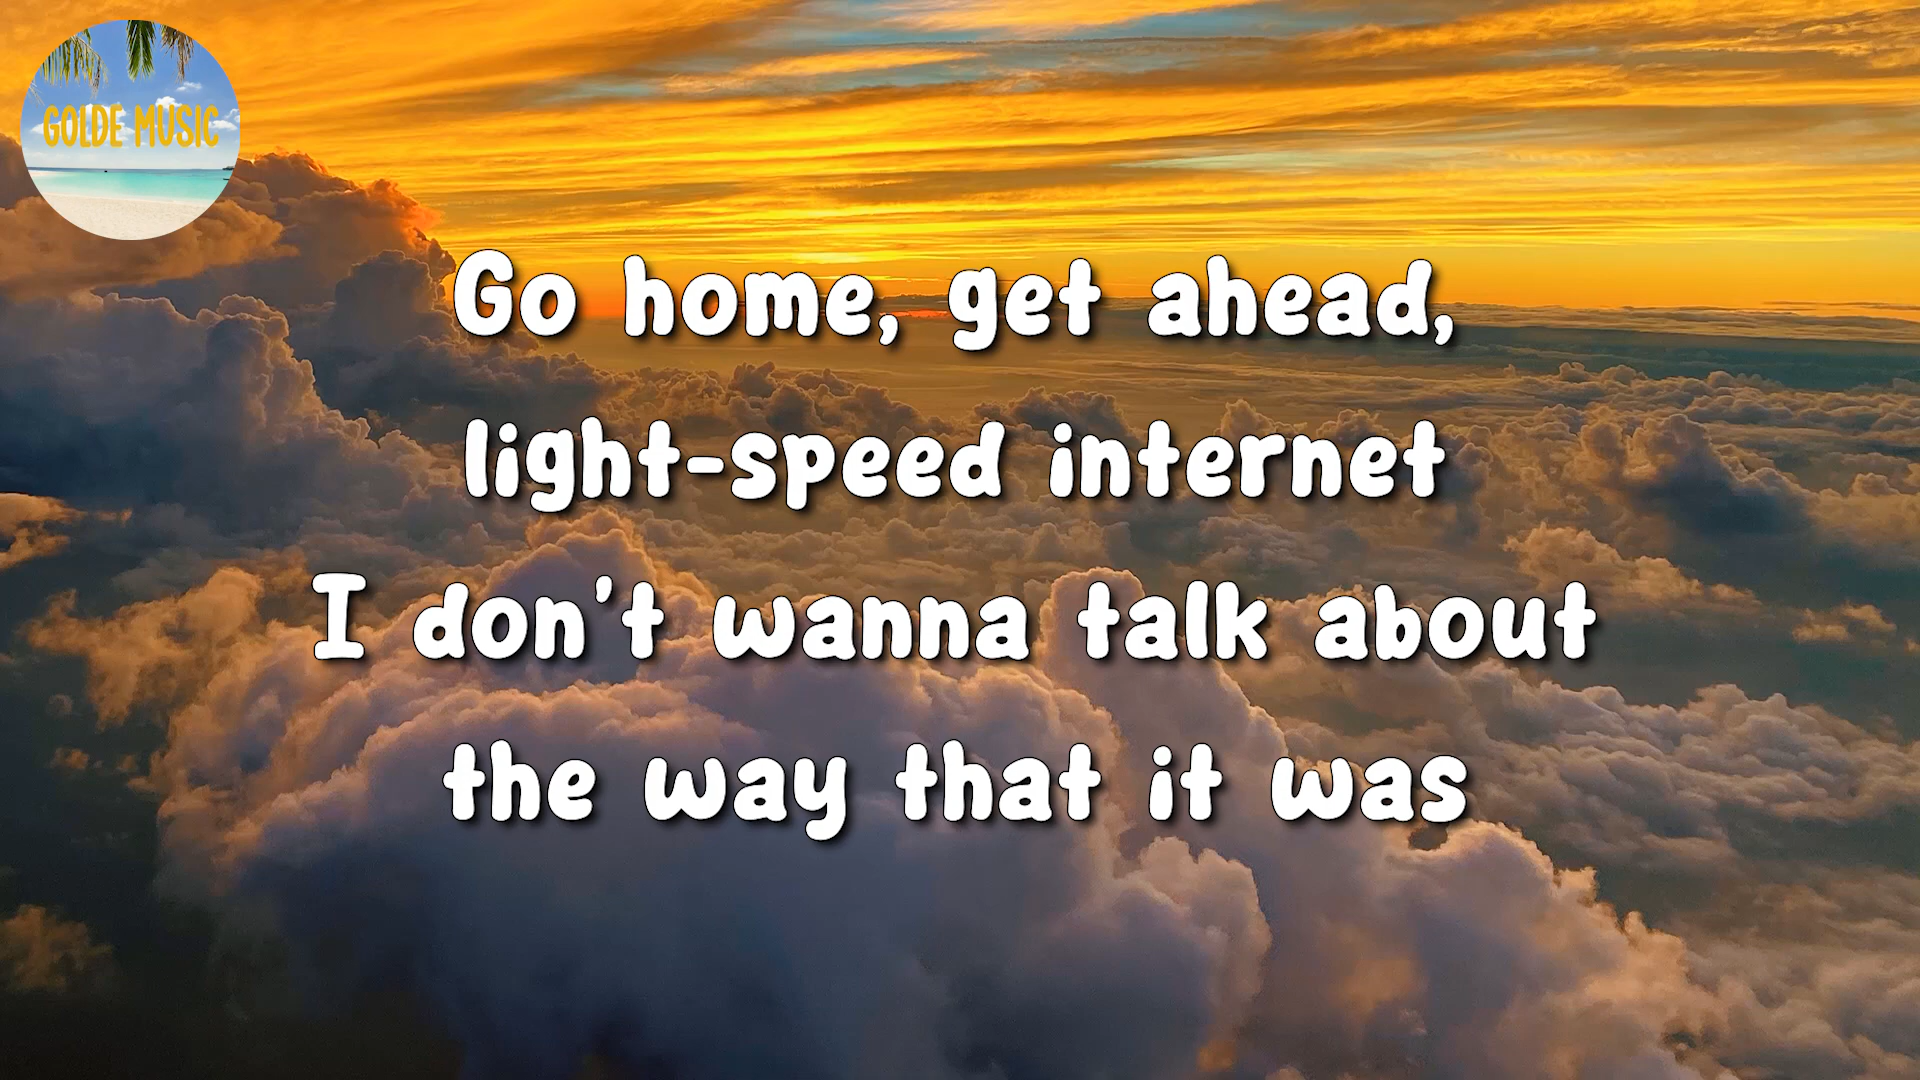 GOLDE MUSIC
Go home, get ahead,
light-speed internet
I don't wanna talk about
the way that it was